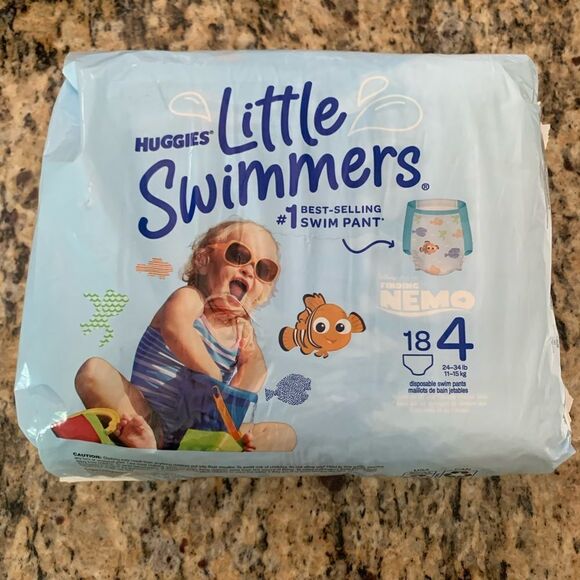 HUGGIES®
Little
Swimmers®
#1 BEST-SELLING
SWIM PANT*
Disney
FINDING
NEMO
18 4
24-34 lb
11-15 kg
disposable swim pants
maillots de bain jetables
CAUTION: